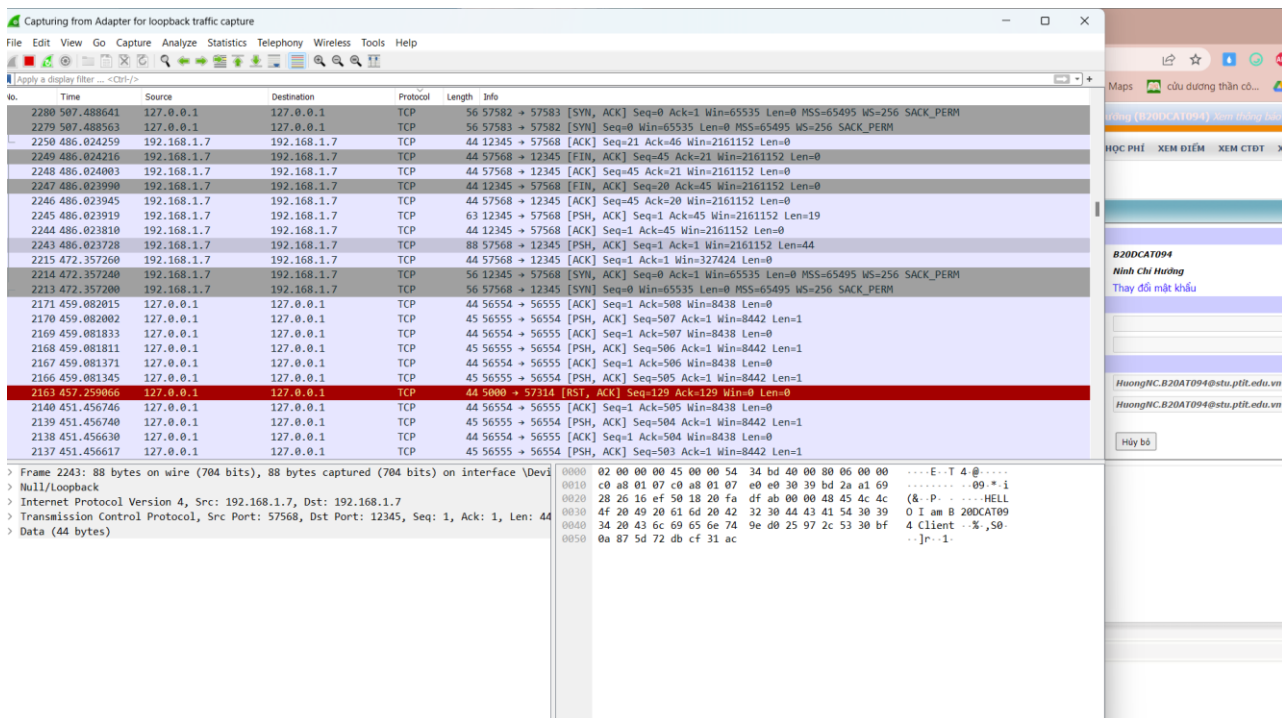 Capturing from Adapter for loopback traffic capture
File Edit View Go Capture Analyze Statistics Telephony Wireless Tools Help
Apply a display filter ... <Ctrl-/>
No. Time Source Destination Protocol Length Info
2280 507.488641 127.0.0.1 127.0.0.1 TCP 56 57582 → 57583 [SYN, ACK] Seq=0 Ack=1 Win=65535 Len=0 MSS=65495 WS=256 SACK_PERM
2279 507.488563 127.0.0.1 127.0.0.1 TCP 56 57583 → 57582 [SYN] Seq=0 Win=65535 Len=0 MSS=65495 WS=256 SACK_PERM
2250 486.024259 192.168.1.7 192.168.1.7 TCP 44 12345 → 57568 [ACK] Seq=21 Ack=46 Win=2161152 Len=0
2249 486.024216 192.168.1.7 192.168.1.7 TCP 44 57568 → 12345 [FIN, ACK] Seq=45 Ack=21 Win=2161152 Len=0
2248 486.024003 192.168.1.7 192.168.1.7 TCP 44 57568 → 12345 [ACK] Seq=45 Ack=21 Win=2161152 Len=0
2247 486.023990 192.168.1.7 192.168.1.7 TCP 44 12345 → 57568 [FIN, ACK] Seq=20 Ack=45 Win=2161152 Len=0
2246 486.023945 192.168.1.7 192.168.1.7 TCP 44 57568 → 12345 [ACK] Seq=45 Ack=20 Win=2161152 Len=0
2245 486.023919 192.168.1.7 192.168.1.7 TCP 63 12345 → 57568 [PSH, ACK] Seq=1 Ack=45 Win=2161152 Len=19
2244 486.023810 192.168.1.7 192.168.1.7 TCP 44 12345 → 57568 [ACK] Seq=1 Ack=45 Win=2161152 Len=0
2243 486.023728 192.168.1.7 192.168.1.7 TCP 88 57568 → 12345 [PSH, ACK] Seq=1 Ack=1 Win=2161152 Len=44
2215 472.357260 192.168.1.7 192.168.1.7 TCP 44 57568 → 12345 [ACK] Seq=1 Ack=1 Win=327424 Len=0
2214 472.357240 192.168.1.7 192.168.1.7 TCP 56 12345 → 57568 [SYN, ACK] Seq=0 Ack=1 Win=65535 Len=0 MSS=65495 WS=256 SACK_PERM
2213 472.357200 192.168.1.7 192.168.1.7 TCP 56 57568 → 12345 [SYN] Seq=0 Win=65535 Len=0 MSS=65495 WS=256 SACK_PERM
2171 459.082015 127.0.0.1 127.0.0.1 TCP 44 56554 → 56555 [ACK] Seq=1 Ack=508 Win=8438 Len=0
2170 459.082002 127.0.0.1 127.0.0.1 TCP 45 56555 → 56554 [PSH, ACK] Seq=507 Ack=1 Win=8442 Len=1
2169 459.081833 127.0.0.1 127.0.0.1 TCP 44 56554 → 56555 [ACK] Seq=1 Ack=507 Win=8438 Len=0
2168 459.081811 127.0.0.1 127.0.0.1 TCP 45 56555 → 56554 [PSH, ACK] Seq=506 Ack=1 Win=8442 Len=1
2167 459.081371 127.0.0.1 127.0.0.1 TCP 44 56554 → 56555 [ACK] Seq=1 Ack=506 Win=8438 Len=0
2166 459.081345 127.0.0.1 127.0.0.1 TCP 45 56555 → 56554 [PSH, ACK] Seq=505 Ack=1 Win=8442 Len=1
2163 457.259066 127.0.0.1 127.0.0.1 TCP 44 5000 → 57314 [RST, ACK] Seq=129 Ack=129 Win=0 Len=0
2140 451.456746 127.0.0.1 127.0.0.1 TCP 44 56554 → 56555 [ACK] Seq=1 Ack=505 Win=8438 Len=0
2139 451.456740 127.0.0.1 127.0.0.1 TCP 45 56555 → 56554 [PSH, ACK] Seq=504 Ack=1 Win=8442 Len=1
2138 451.456630 127.0.0.1 127.0.0.1 TCP 44 56554 → 56555 [ACK] Seq=1 Ack=504 Win=8438 Len=0
2137 451.456617 127.0.0.1 127.0.0.1 TCP 45 56555 → 56554 [PSH, ACK] Seq=503 Ack=1 Win=8442 Len=1
> Frame 2243: 88 bytes on wire (704 bits), 88 bytes captured (704 bits) on interface \Devi
> Null/Loopback
> Internet Protocol Version 4, Src: 192.168.1.7, Dst: 192.168.1.7
> Transmission Control Protocol, Src Port: 57568, Dst Port: 12345, Seq: 1, Ack: 1, Len: 44
> Data (44 bytes)
0000 02 00 00 00 45 00 00 54 34 bd 40 00 80 06 00 00 ····E··T 4·@·····
0010 c0 a8 01 07 c0 a8 01 07 e0 e0 30 39 bd 2a a1 69 ········ ··09·*·i
0020 28 26 16 ef 50 18 20 fa df ab 00 00 48 45 4c 4c (&··P· · ····HELL
0030 4f 20 49 20 61 6d 20 42 32 30 44 43 41 54 30 39 O I am B 20DCAT09
0040 34 20 43 6c 69 65 6e 74 9e d0 25 97 2c 53 30 bf 4 Client ··%·,S0·
0050 0a 87 5d 72 db cf 31 ac ··]r··1·
Maps cửu dương thần cô...
ướng (B20DCAT094) Xem thông báo
HỌC PHÍ XEM ĐIỂM XEM CTĐT X
B20DCAT094
Ninh Chí Hướng
Thay đổi mật khẩu
HuongNC.B20AT094@stu.ptit.edu.vn
HuongNC.B20AT094@stu.ptit.edu.vn
Hủy bỏ